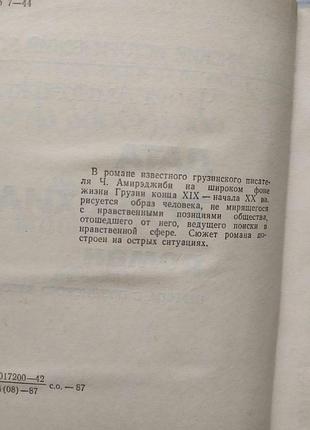 7—44
В романе известного грузинского писате-
ля Ч. Амирэджиби на широком фоне
жизни Грузии конца XIX — начала XX вв.
рисуется образ человека, не мирящегося
с нравственными позициями общества,
отошедшего от него, ведущего поиски в
нравственной сфере. Сюжет романа по-
строен на острых ситуациях.
017200—42
(08)—87
с.о. — 87